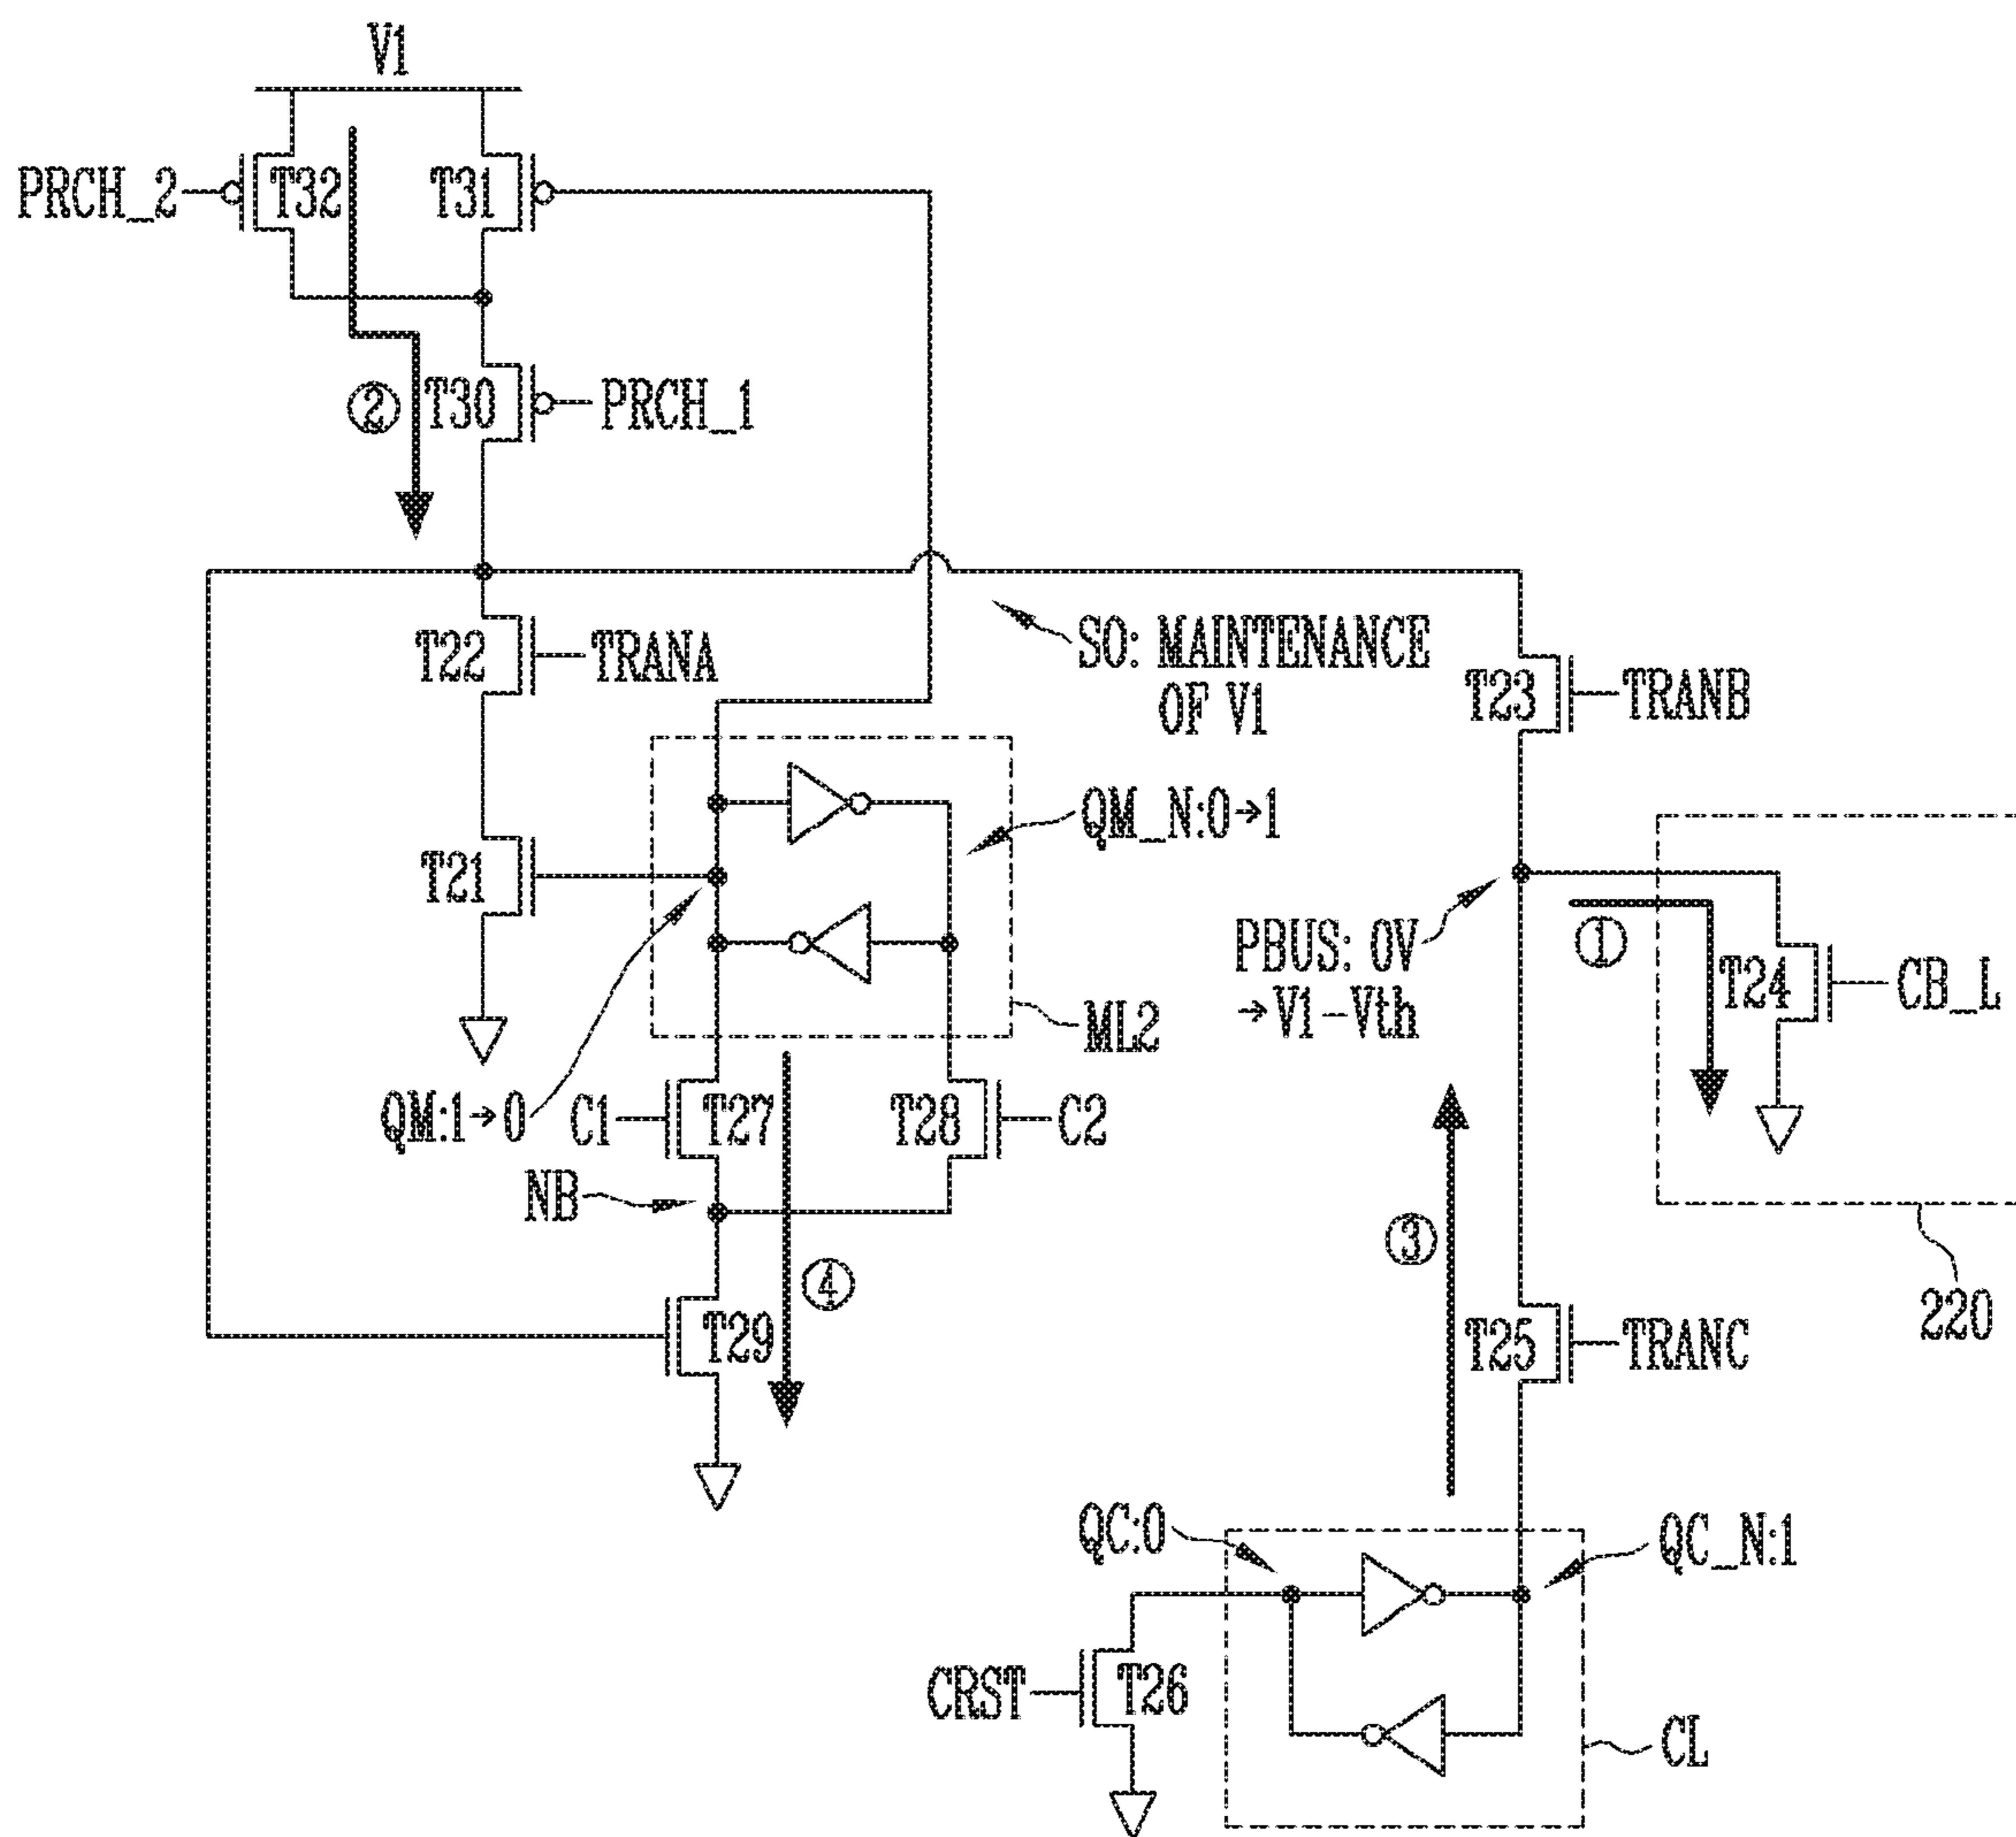 V1
PRCH_2
T32
T31
②
T30
PRCH_1
T22
TRANA
SO: MAINTENANCE
OF V1
T23
TRANB
QM_N:0→1
T21
PBUS: 0V
→V1-Vth
①
T24
CB_L
ML2
QM:1→0
C1
T27
T28
C2
NB
④
③
220
T29
T25
TRANC
QC:0
QC_N:1
CRST
T26
CL